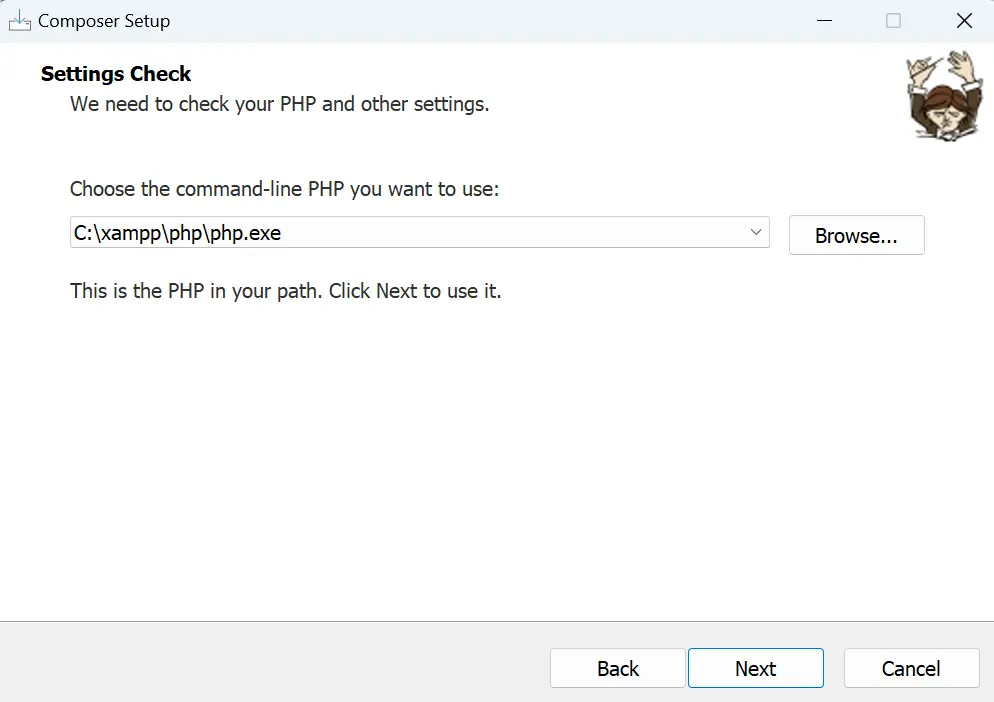 Composer Setup
Settings Check
We need to check your PHP and other settings.
Choose the command-line PHP you want to use:
C:\xampp\php\php.exe
Browse...
This is the PHP in your path. Click Next to use it.
Back
Next
Cancel